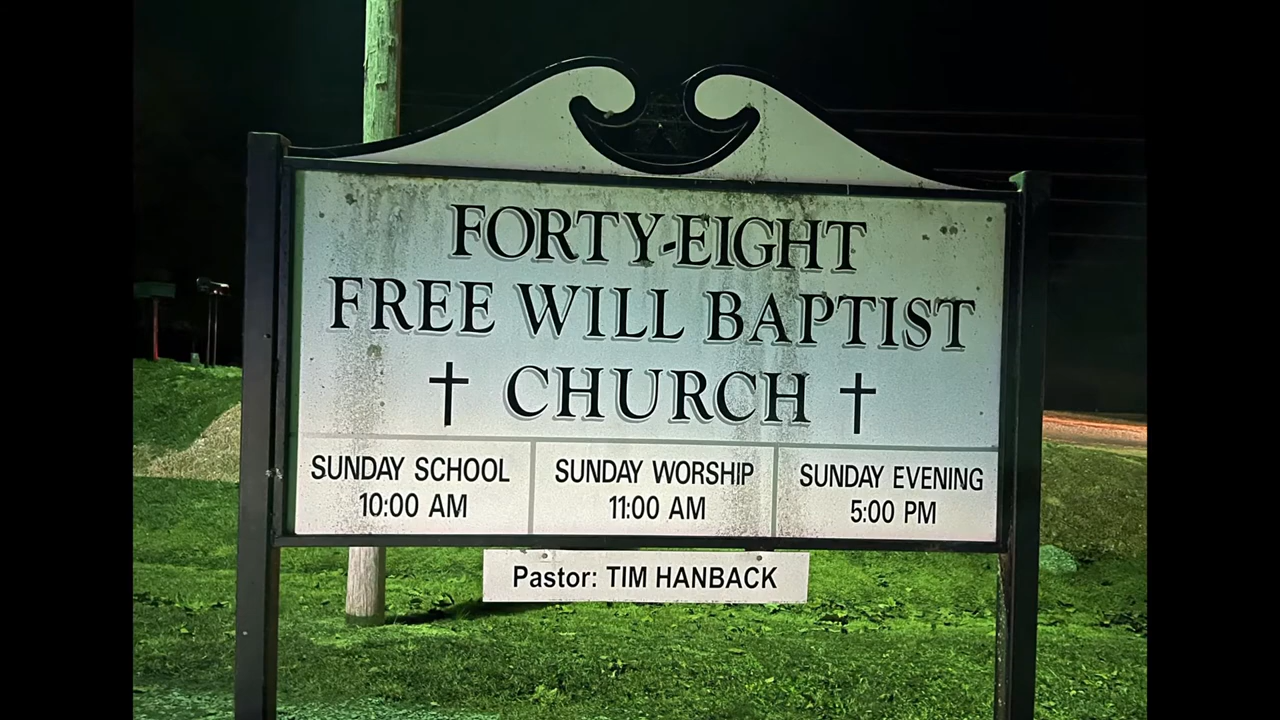 FORTY-EIGHT
FREE WILL BAPTIST
CHURCH
SUNDAY SCHOOL
10:00 AM
SUNDAY WORSHIP
11:00 AM
SUNDAY EVENING
5:00 PM
Pastor: TIM HANBACK